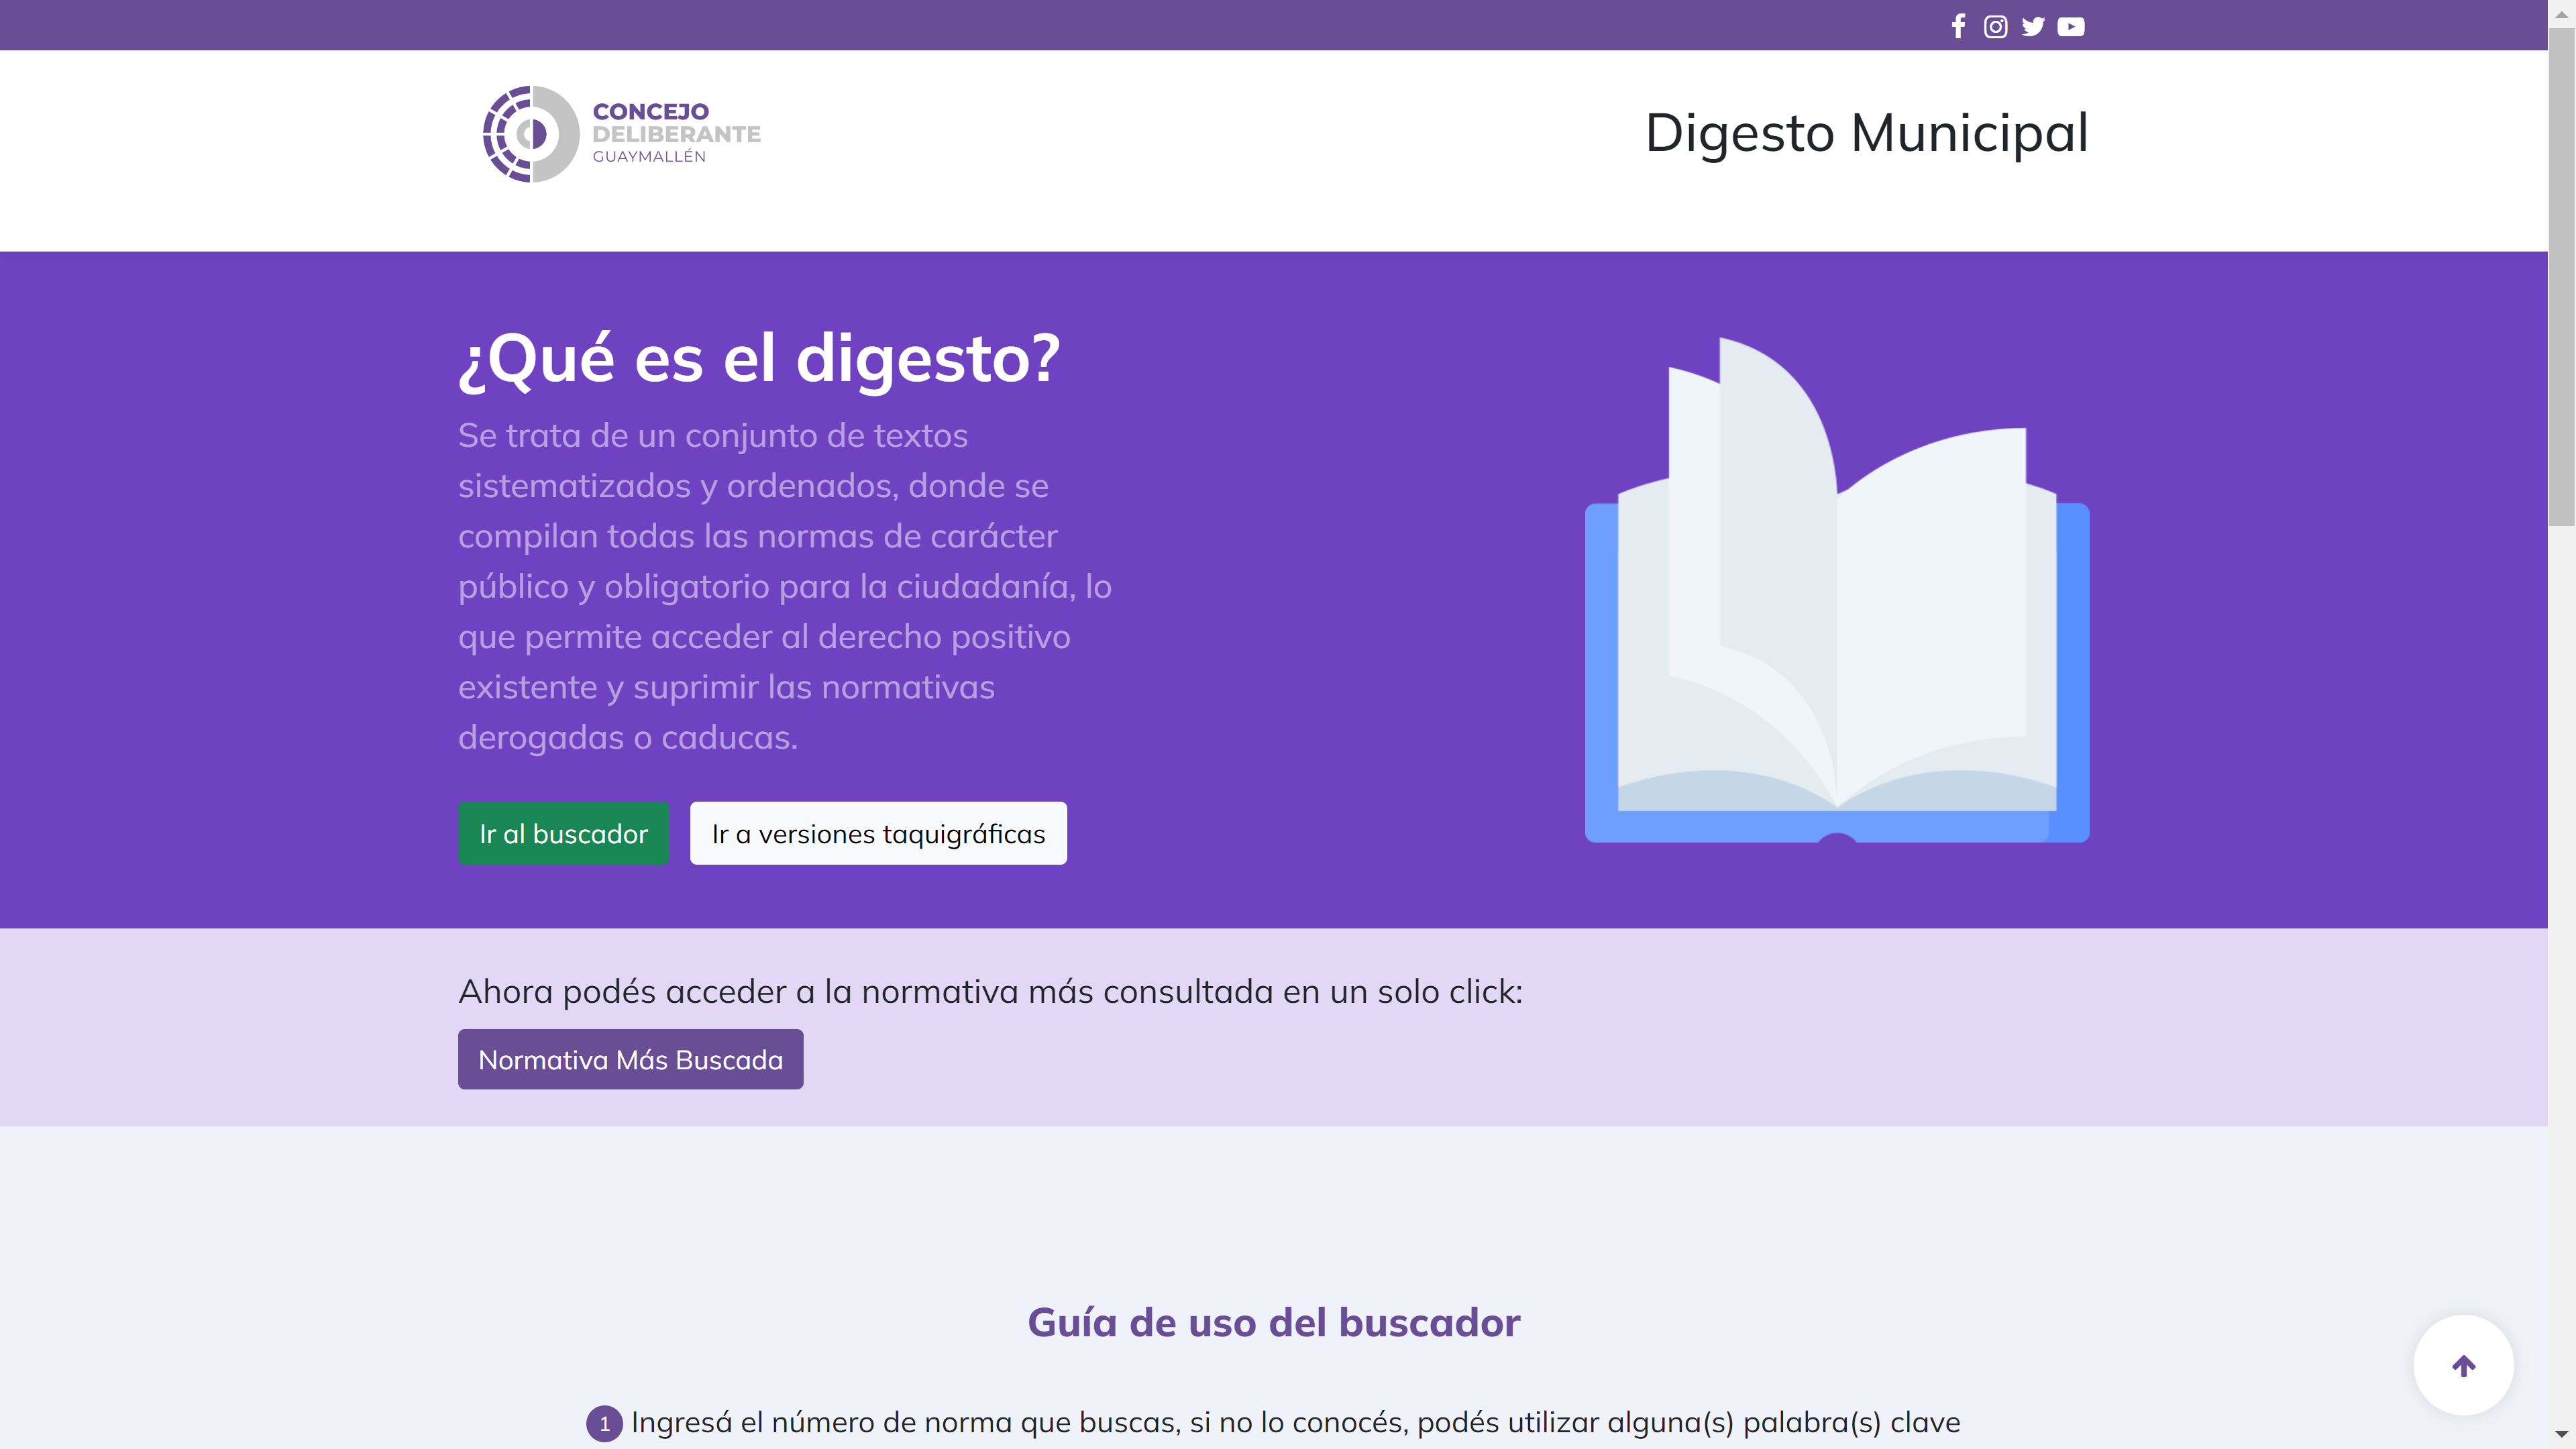 CONCEJO
DELIBERANTE
GUAYMALLÉN
Digesto Municipal
¿Qué es el digesto?
Se trata de un conjunto de textos
sistematizados y ordenados, donde se
compilan todas las normas de carácter
público y obligatorio para la ciudadanía, lo
que permite acceder al derecho positivo
existente y suprimir las normativas
derogadas o caducas.
Ir al buscador
Ir a versiones taquigráficas
Ahora podés acceder a la normativa más consultada en un solo click:
Normativa Más Buscada
Guía de uso del buscador
1 Ingresá el número de norma que buscas, si no lo conocés, podés utilizar alguna(s) palabra(s) clave